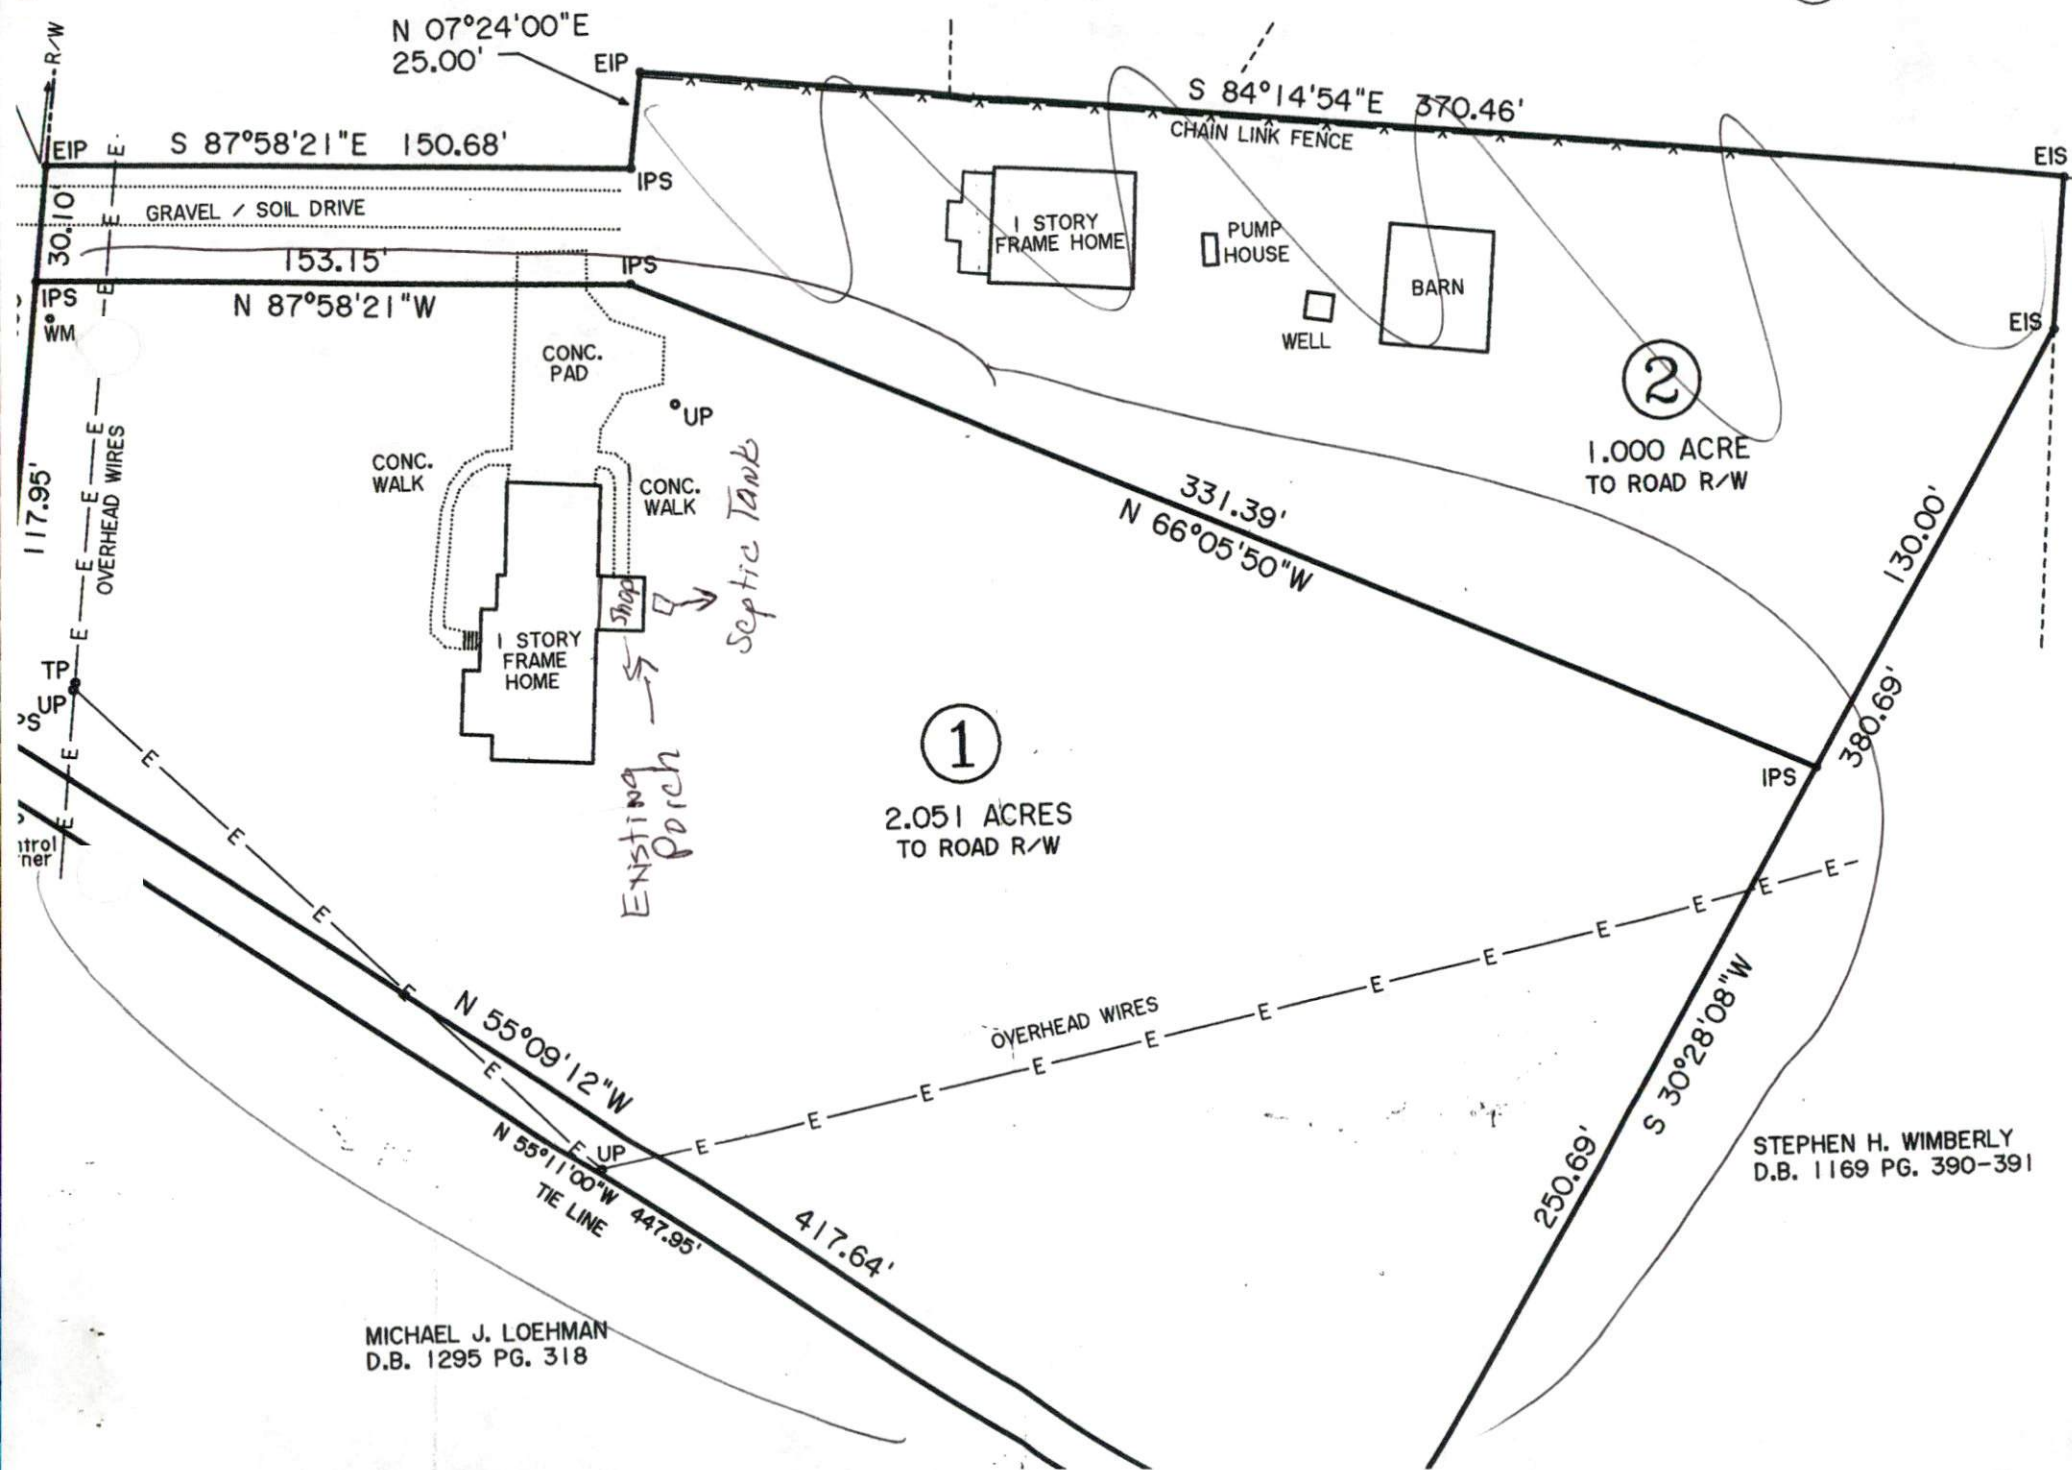 N 07°24'00"E
25.00'
R/W
EIP
S 84°14'54"E 370.46'
CHAIN LINK FENCE
EIS
EIP
S 87°58'21"E 150.68'
IPS
E
E
E
E
GRAVEL / SOIL DRIVE
30.10'
153.15'
IPS
IPS
N 87°58'21"W
WM
1 STORY
FRAME HOME
PUMP
HOUSE
WELL
BARN
EIS
2
1.000 ACRE
TO ROAD R/W
CONC.
PAD
UP
CONC.
WALK
CONC.
WALK
Septic Tank
Shop
1 STORY
FRAME
HOME
Existing
Porch
117.95'
E
E
E
E
OVERHEAD WIRES
TP
UP
E
E
331.39'
N 66°05'50"W
130.00'
380.69'
IPS
1
2.051 ACRES
TO ROAD R/W
E
E
E
E
E
E
OVERHEAD WIRES
E
E
E
E
E
E
E
E
E
E
E
N 55°09'12"W
417.64'
UP
N 55°11'00"W 447.95'
TIE LINE
S 30°28'08"W
250.69'
STEPHEN H. WIMBERLY
D.B. 1169 PG. 390-391
MICHAEL J. LOEHMAN
D.B. 1295 PG. 318